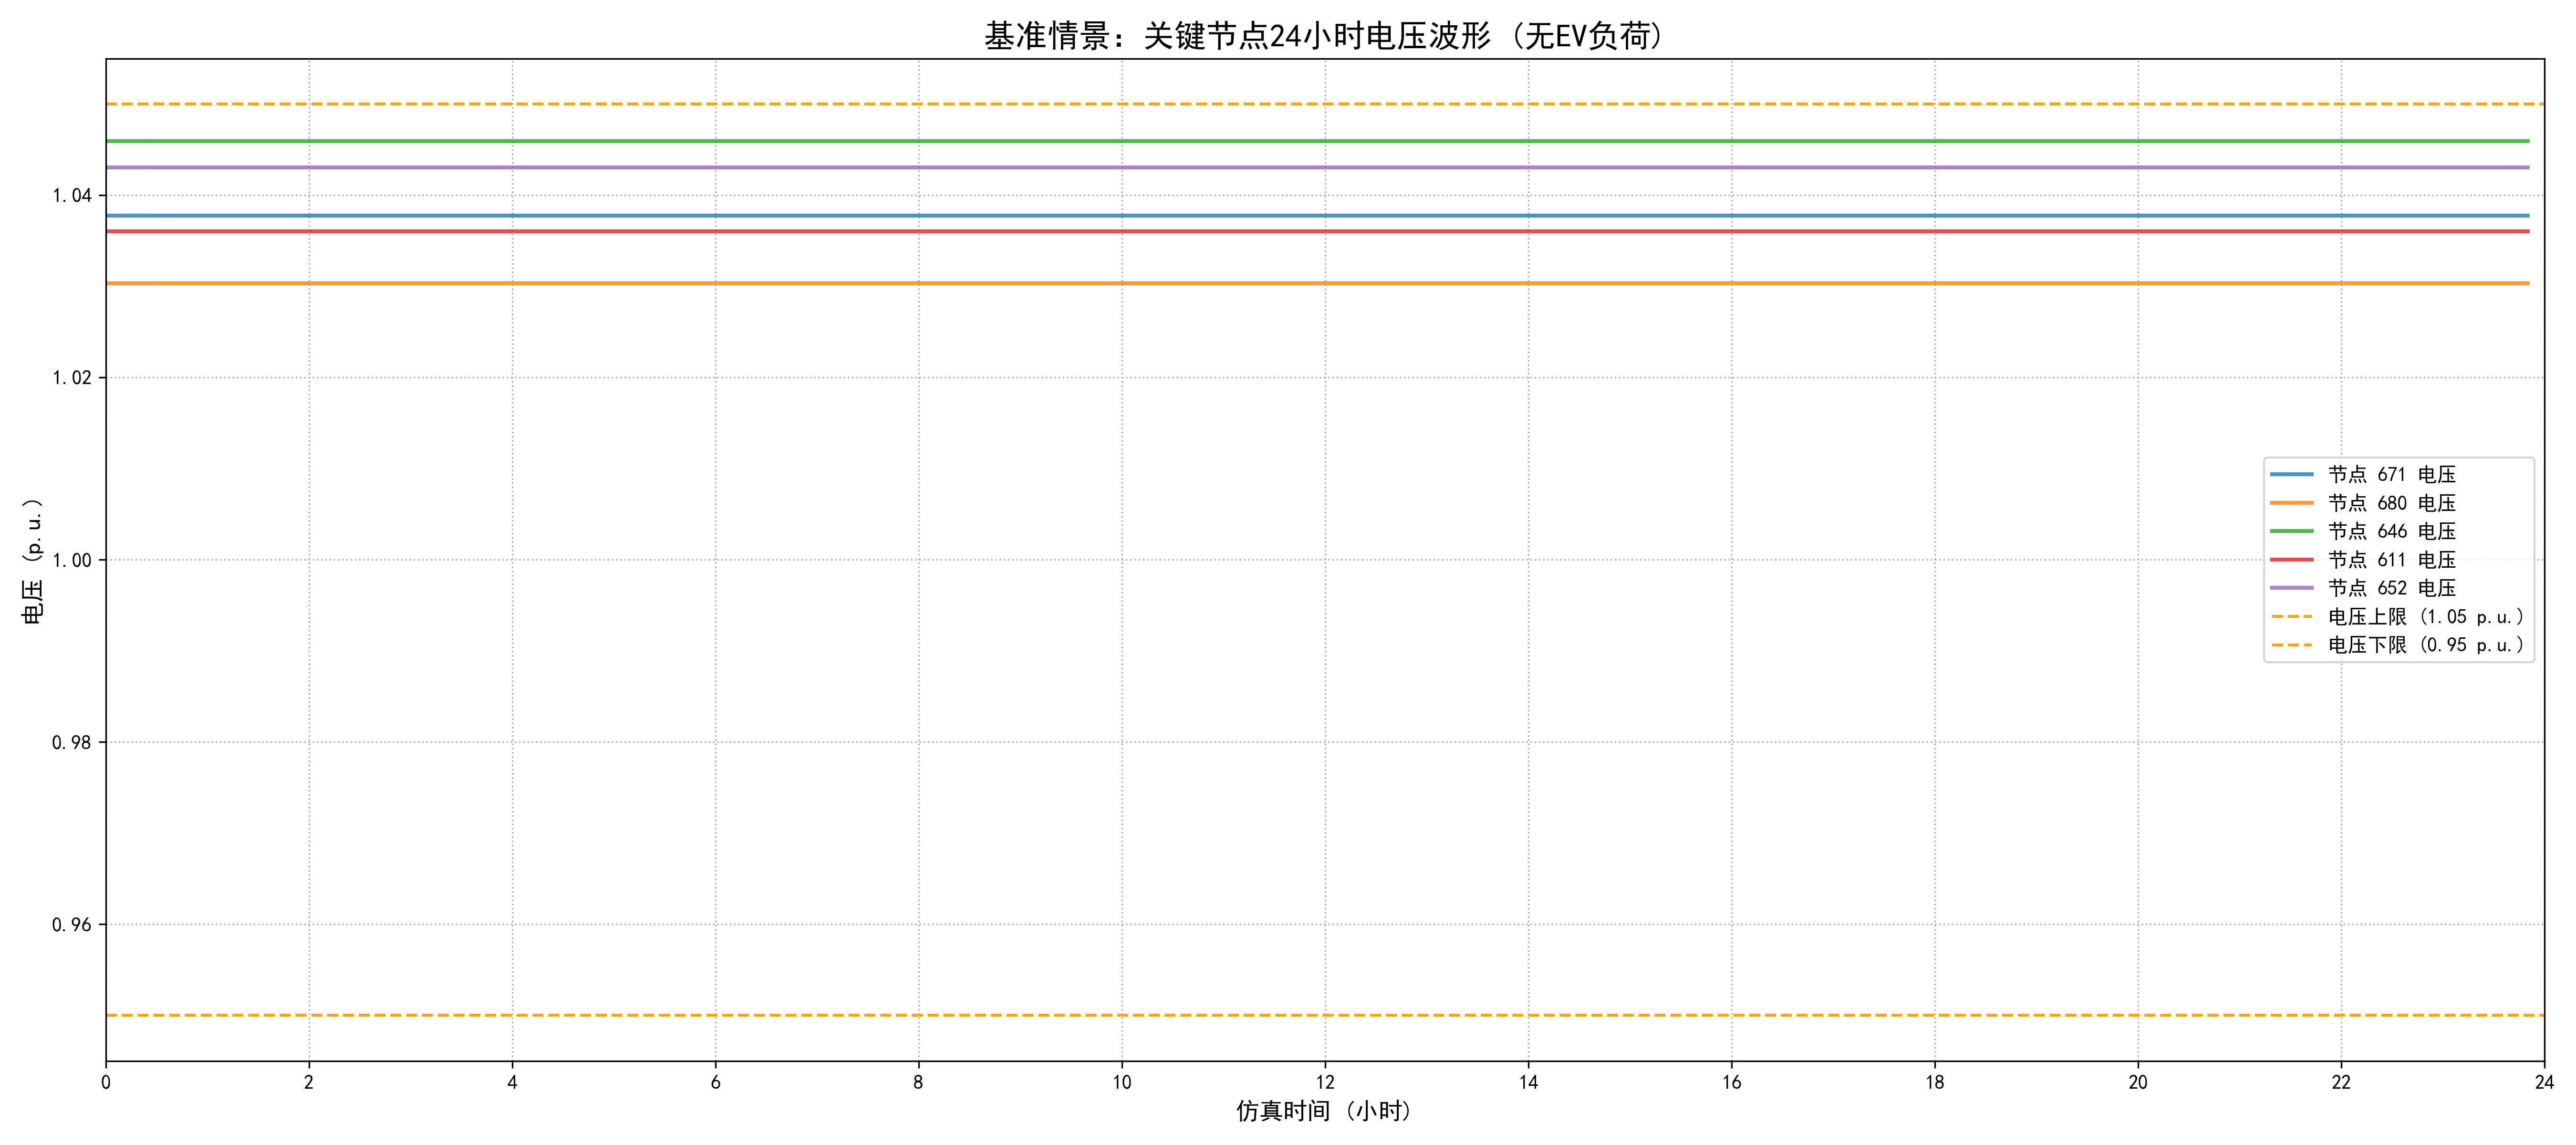 基准情景：关键节点24小时电压波形 (无EV负荷)
电压 (p.u.)
1.04
1.02
1.00
0.98
0.96
节点 671 电压
节点 680 电压
节点 646 电压
节点 611 电压
节点 652 电压
电压上限 (1.05 p.u.)
电压下限 (0.95 p.u.)
0 2 4 6 8 10 12 14 16 18 20 22 24
仿真时间 (小时)